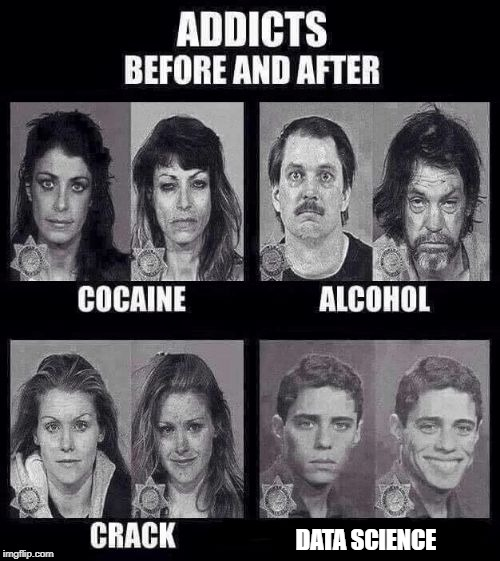 ADDICTS
BEFORE AND AFTER
COCAINE
ALCOHOL
CRACK
DATA SCIENCE
imgflip.com